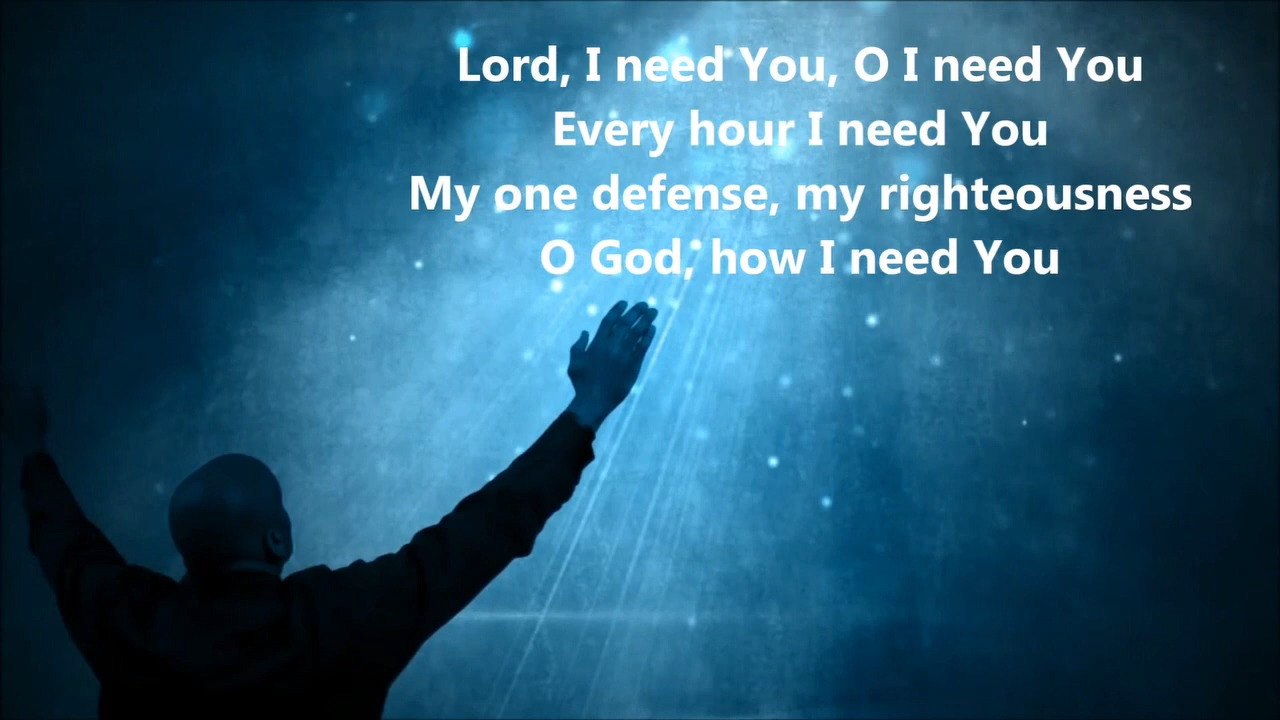 Lord, I need You, O I need You
Every hour I need You
My one defense, my righteousness
O God, how I need You